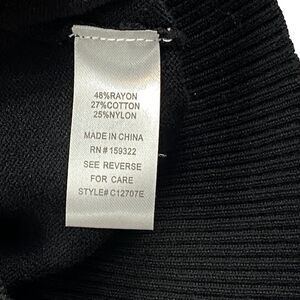 48%RAYON
27%COTTON
25%NYLON
MADE IN CHINA
RN # 159322
SEE REVERSE
FOR CARE
STYLE# C12707E